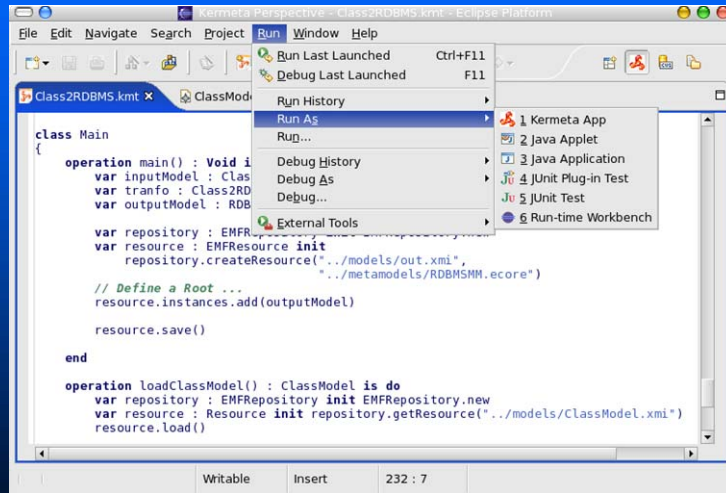 Kermeta Perspective - Class2RDBMS.kmt - Eclipse Platform
File Edit Navigate Search Project Run Window Help
Run Last Launched Ctrl+F11
Debug Last Launched F11
Run History
Run As
Run...
Debug History
Debug As
Debug...
External Tools
1 Kermeta App
2 Java Applet
3 Java Application
4 JUnit Plug-in Test
5 JUnit Test
6 Run-time Workbench
Class2RDBMS.kmt ClassMod
class Main
{
operation main() : Void i
var inputModel : Clas
var tranfo : Class2RD
var outputModel : RDB
var repository : EMFRepository init EMFRepository.new
var resource : EMFResource init
repository.createResource("../models/out.xmi",
"../metamodels/RDBMSMM.ecore")
// Define a Root ...
resource.instances.add(outputModel)
resource.save()
end
operation loadClassModel() : ClassModel is do
var repository : EMFRepository init EMFRepository.new
var resource : Resource init repository.getResource("../models/ClassModel.xmi")
resource.load()
Writable Insert 232 : 7